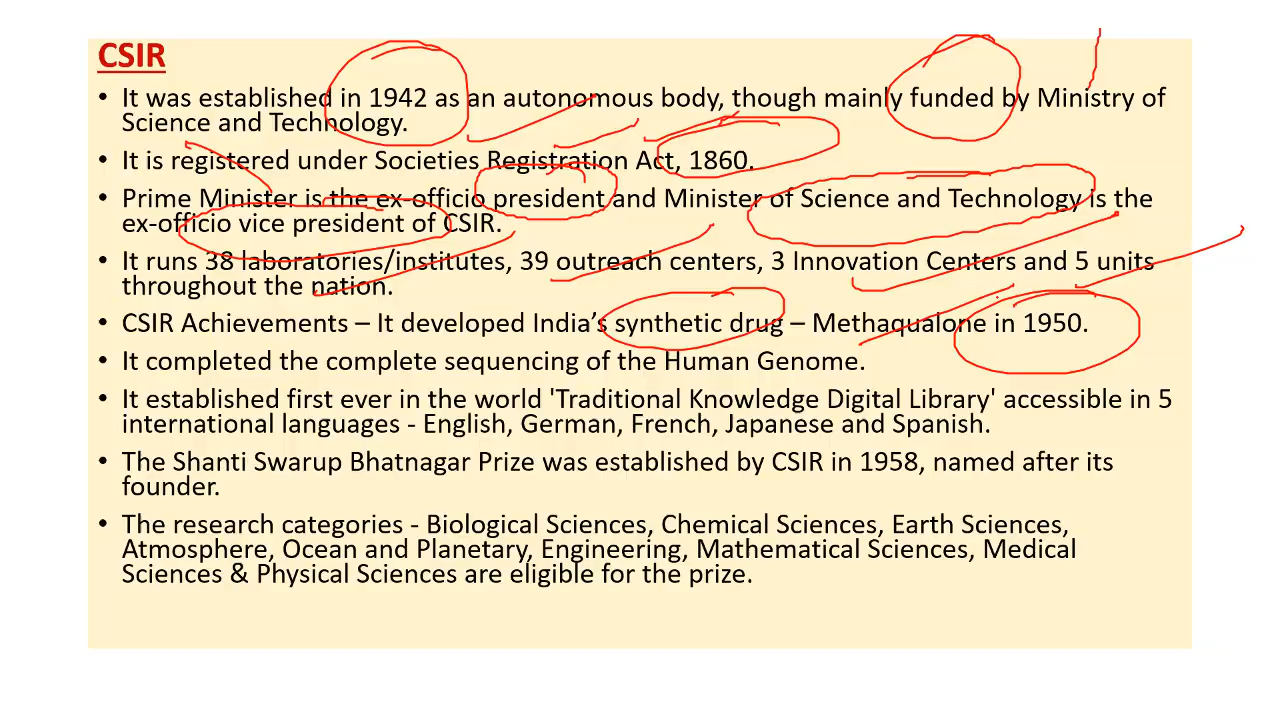 CSIR
• It was established in 1942 as an autonomous body, though mainly funded by Ministry of
Science and Technology.
• It is registered under Societies Registration Act, 1860.
• Prime Minister is the ex-officio president and Minister of Science and Technology is the
ex-officio vice president of CSIR.
• It runs 38 laboratories/institutes, 39 outreach centers, 3 Innovation Centers and 5 units
throughout the nation.
• CSIR Achievements – It developed India’s synthetic drug – Methaqualone in 1950.
• It completed the complete sequencing of the Human Genome.
• It established first ever in the world 'Traditional Knowledge Digital Library' accessible in 5
international languages - English, German, French, Japanese and Spanish.
• The Shanti Swarup Bhatnagar Prize was established by CSIR in 1958, named after its
founder.
• The research categories - Biological Sciences, Chemical Sciences, Earth Sciences,
Atmosphere, Ocean and Planetary, Engineering, Mathematical Sciences, Medical
Sciences & Physical Sciences are eligible for the prize.